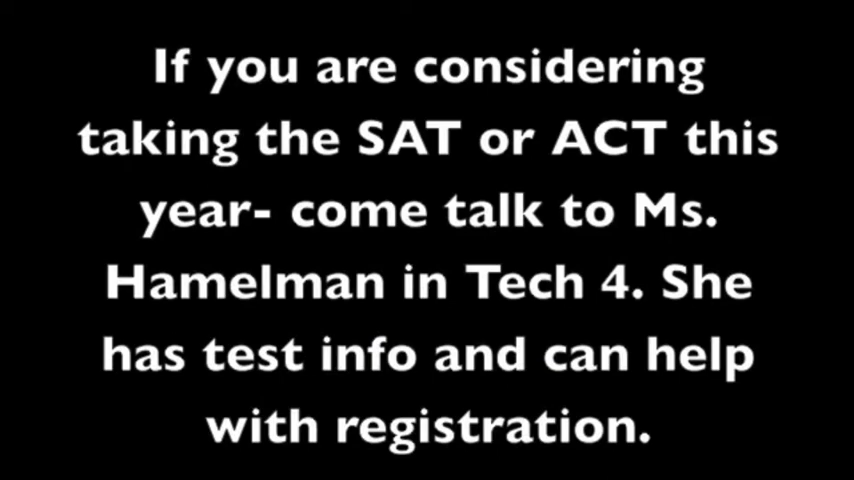 If you are considering
taking the SAT or ACT this
year- come talk to Ms.
Hamelman in Tech 4. She
has test info and can help
with registration.